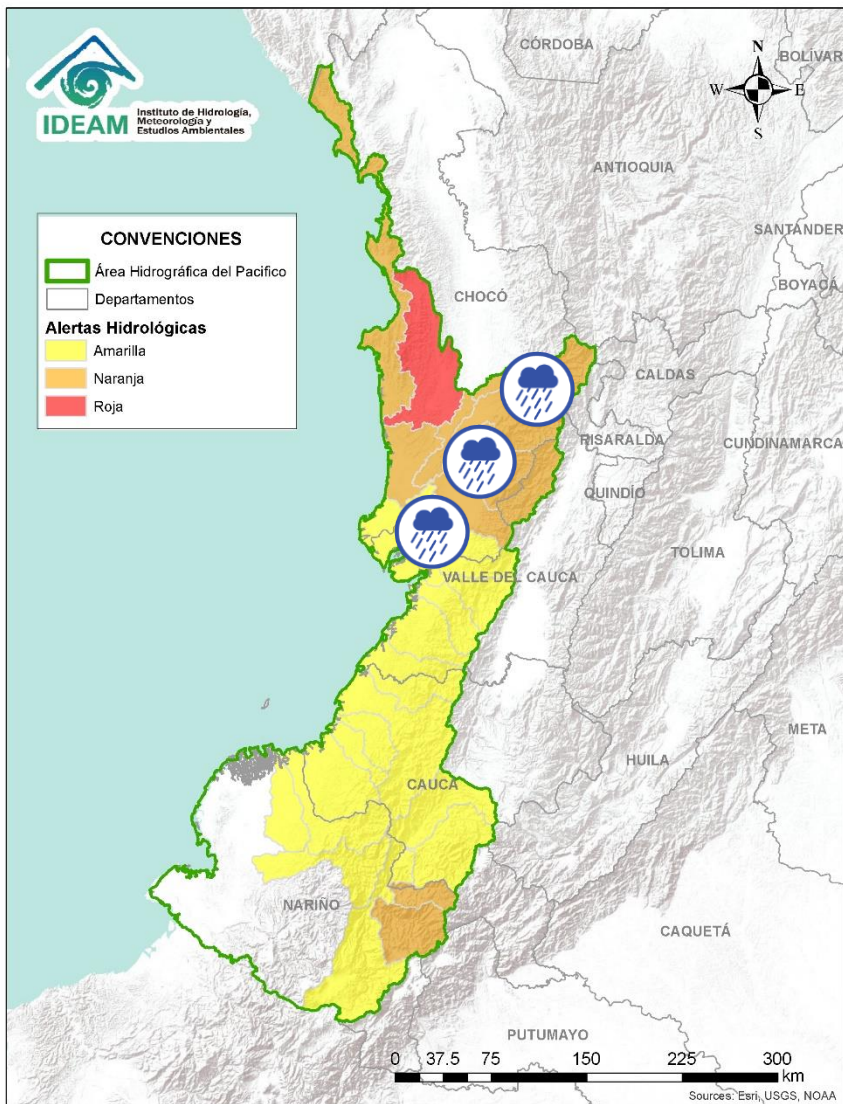 IDEAM
Instituto de Hidrología,
Meteorología y
Estudios Ambientales
N
W
E
S
CÓRDOBA
BOLÍVAR
ANTIOQUIA
SANTANDER
BOYACÁ
CONVENCIONES
Área Hidrográfica del Pacifico
Departamentos
Alertas Hidrológicas
Amarilla
Naranja
Roja
CHOCÓ
CALDAS
RISARALDA
CUNDINAMARCA
QUINDÍO
TOLIMA
VALLE DEL CAUCA
META
HUILA
CAUCA
NARIÑO
CAQUETÁ
PUTUMAYO
0 37.5 75 150 225 300
km
Sources: Esri, USGS, NOAA